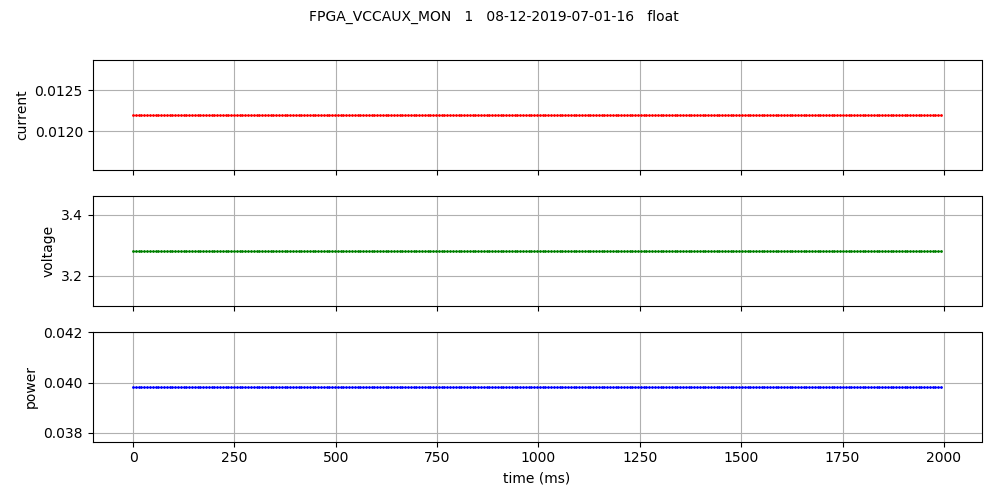 FPGA_VCCAUX_MON 1 08-12-2019-07-01-16 float
0.0125
0.0120
current
3.4
3.2
voltage
0.042
0.040
0.038
power
0 250 500 750 1000 1250 1500 1750 2000
time (ms)